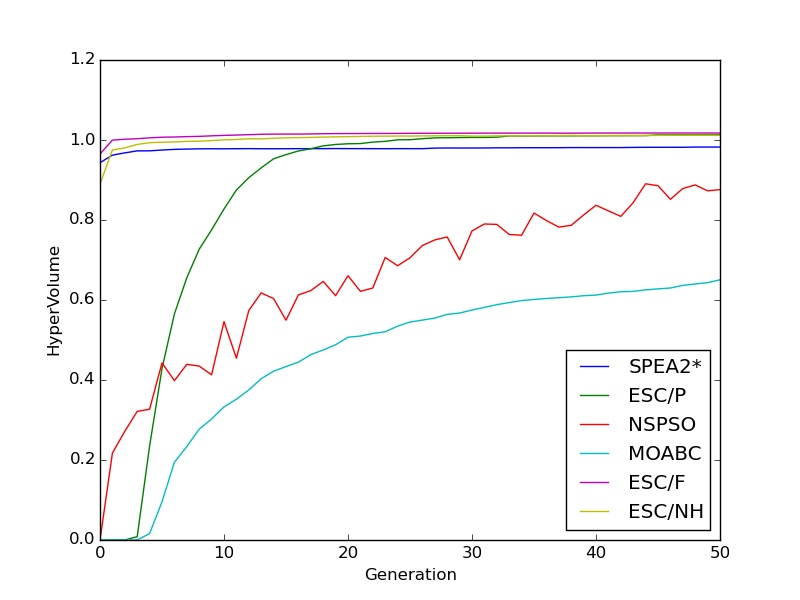 1.2
1.0
0.8
0.6
0.4
0.2
0.0
HyperVolume
SPEA2*
ESC/P
NSPSO
MOABC
ESC/F
ESC/NH
0 10 20 30 40 50
Generation